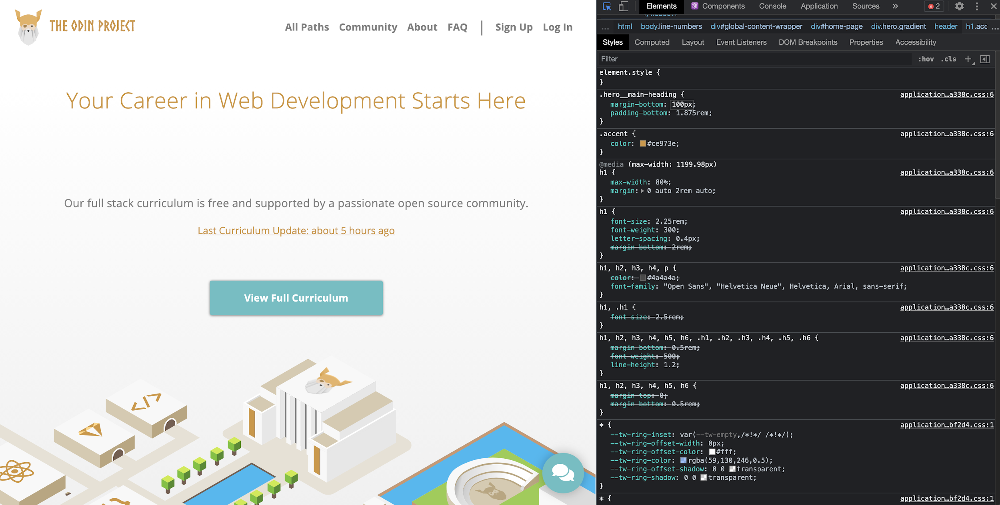 THE ODIN PROJECT
All Paths Community About FAQ | Sign Up Log In
Your Career in Web Development Starts Here
Our full stack curriculum is free and supported by a passionate open source community.
Last Curriculum Update: about 5 hours ago
View Full Curriculum
</>
Elements Components Console Application Sources » 2
… html body.line-numbers div#global-content-wrapper div#home-page div.hero.gradient header h1.acc …
Styles Computed Layout Event Listeners DOM Breakpoints Properties Accessibility
Filter :hov .cls +
element.style {
}
.hero__main-heading { application…a338c.css:6
margin-bottom: 100px;
padding-bottom: 1.875rem;
}
.accent { application…a338c.css:6
color: #ce973e;
}
@media (max-width: 1199.98px)
h1 { application…a338c.css:6
max-width: 80%;
margin: 0 auto 2rem auto;
}
h1 { application…a338c.css:6
font-size: 2.25rem;
font-weight: 300;
letter-spacing: 0.4px;
margin-bottom: 2rem;
}
h1, h2, h3, h4, p { application…a338c.css:6
color: #4a4a4a;
font-family: "Open Sans", "Helvetica Neue", Helvetica, Arial, sans-serif;
}
h1, .h1 { application…a338c.css:6
font-size: 2.5rem;
}
h1, h2, h3, h4, h5, h6, .h1, .h2, .h3, .h4, .h5, .h6 { application…a338c.css:6
margin-bottom: 0.5rem;
font-weight: 500;
line-height: 1.2;
}
h1, h2, h3, h4, h5, h6 { application…a338c.css:6
margin-top: 0;
margin-bottom: 0.5rem;
}
* { application…bf2d4.css:1
--tw-ring-inset: var(--tw-empty,/*!*/ /*!*/);
--tw-ring-offset-width: 0px;
--tw-ring-offset-color: #fff;
--tw-ring-color: rgba(59,130,246,0.5);
--tw-ring-offset-shadow: 0 0 transparent;
--tw-ring-shadow: 0 0 transparent;
}
* { application…bf2d4.css:1